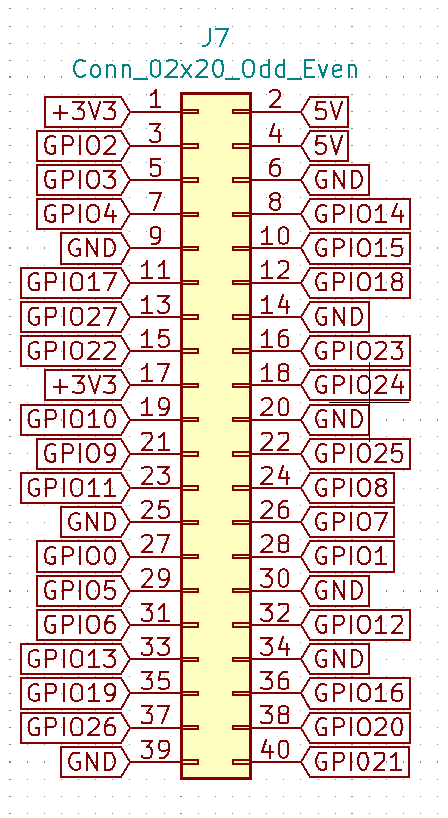 J7
Conn_02x20_Odd_Even
+3V3 1 2 5V
GPIO2 3 4 5V
GPIO3 5 6 GND
GPIO4 7 8 GPIO14
GND 9 10 GPIO15
GPIO17 11 12 GPIO18
GPIO27 13 14 GND
GPIO22 15 16 GPIO23
+3V3 17 18 GPIO24
GPIO10 19 20 GND
GPIO9 21 22 GPIO25
GPIO11 23 24 GPIO8
GND 25 26 GPIO7
GPIO0 27 28 GPIO1
GPIO5 29 30 GND
GPIO6 31 32 GPIO12
GPIO13 33 34 GND
GPIO19 35 36 GPIO16
GPIO26 37 38 GPIO20
GND 39 40 GPI021